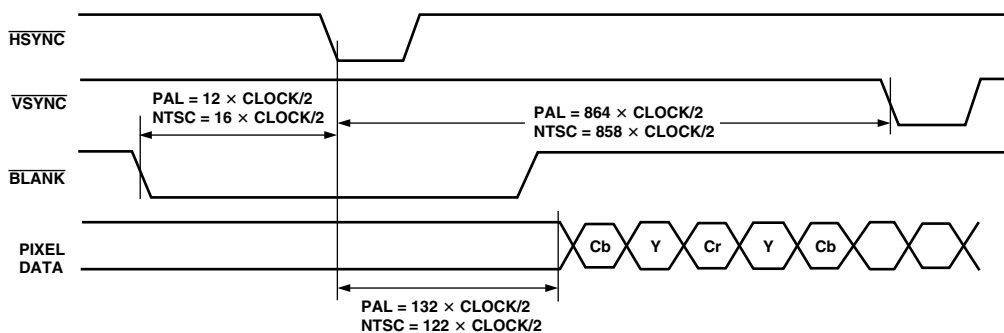 HSYNC
VSYNC
PAL = 12 × CLOCK/2
NTSC = 16 × CLOCK/2
PAL = 864 × CLOCK/2
NTSC = 858 × CLOCK/2
BLANK
PIXEL
DATA
Cb Y Cr Y Cb
PAL = 132 × CLOCK/2
NTSC = 122 × CLOCK/2